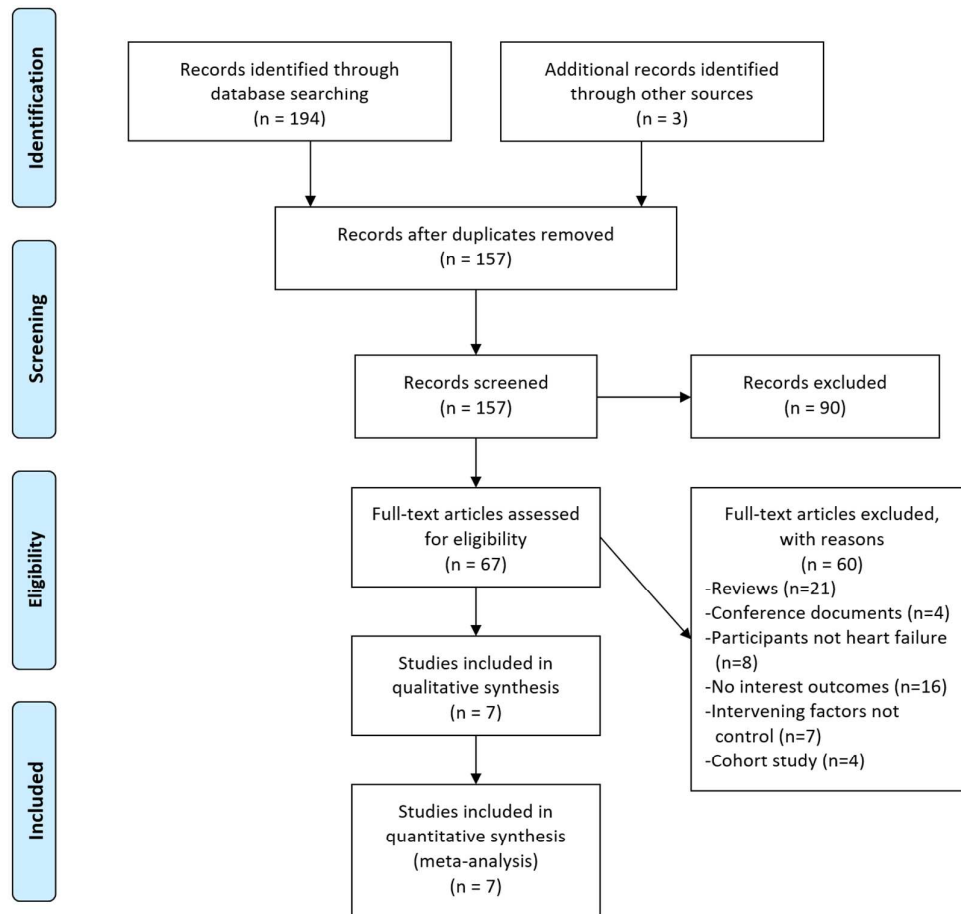 Identification
Records identified through
database searching
(n = 194)
Additional records identified
through other sources
(n = 3)
Records after duplicates removed
(n = 157)
Screening
Records screened
(n = 157)
Records excluded
(n = 90)
Eligibility
Full-text articles assessed
for eligibility
(n = 67)
Full-text articles excluded,
with reasons
(n = 60)
-Reviews (n=21)
-Conference documents (n=4)
-Participants not heart failure
(n=8)
-No interest outcomes (n=16)
-Intervening factors not
control (n=7)
-Cohort study (n=4)
Studies included in
qualitative synthesis
(n = 7)
Included
Studies included in
quantitative synthesis
(meta-analysis)
(n = 7)